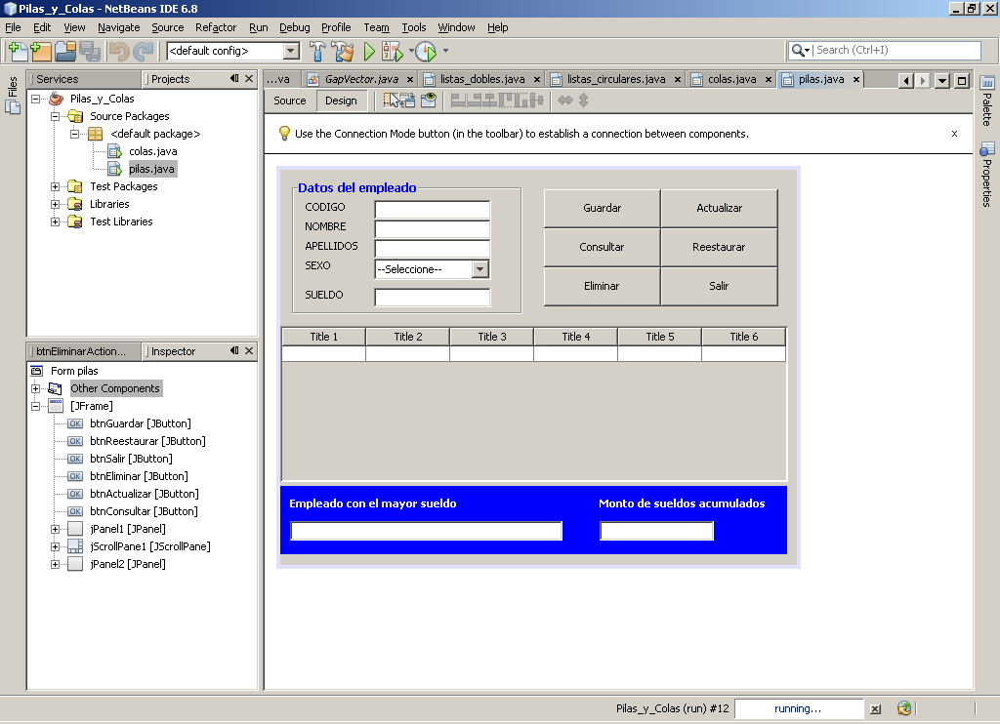 Pilas_y_Colas - NetBeans IDE 6.8
File Edit View Navigate Source Refactor Run Debug Profile Team Tools Window Help
<default config>
Search (Ctrl+I)
Files
Services Projects
Pilas_y_Colas
Source Packages
<default package>
colas.java
pilas.java
Test Packages
Libraries
Test Libraries
btnEliminarAction... Inspector
Form pilas
Other Components
[JFrame]
btnGuardar [JButton]
btnReestaurar [JButton]
btnSalir [JButton]
btnEliminar [JButton]
btnActualizar [JButton]
btnConsultar [JButton]
jPanel1 [JPanel]
jScrollPane1 [JScrollPane]
jPanel2 [JPanel]
...va GapVector.java listas_dobles.java listas_circulares.java colas.java pilas.java
Source Design
Use the Connection Mode button (in the toolbar) to establish a connection between components. x
Datos del empleado
CODIGO
NOMBRE
APELLIDOS
SEXO --Seleccione--
SUELDO
Guardar Actualizar
Consultar Reestaurar
Eliminar Salir
Title 1 Title 2 Title 3 Title 4 Title 5 Title 6
Empleado con el mayor sueldo Monto de sueldos acumulados
Palette
Properties
Pilas_y_Colas (run) #12 running...